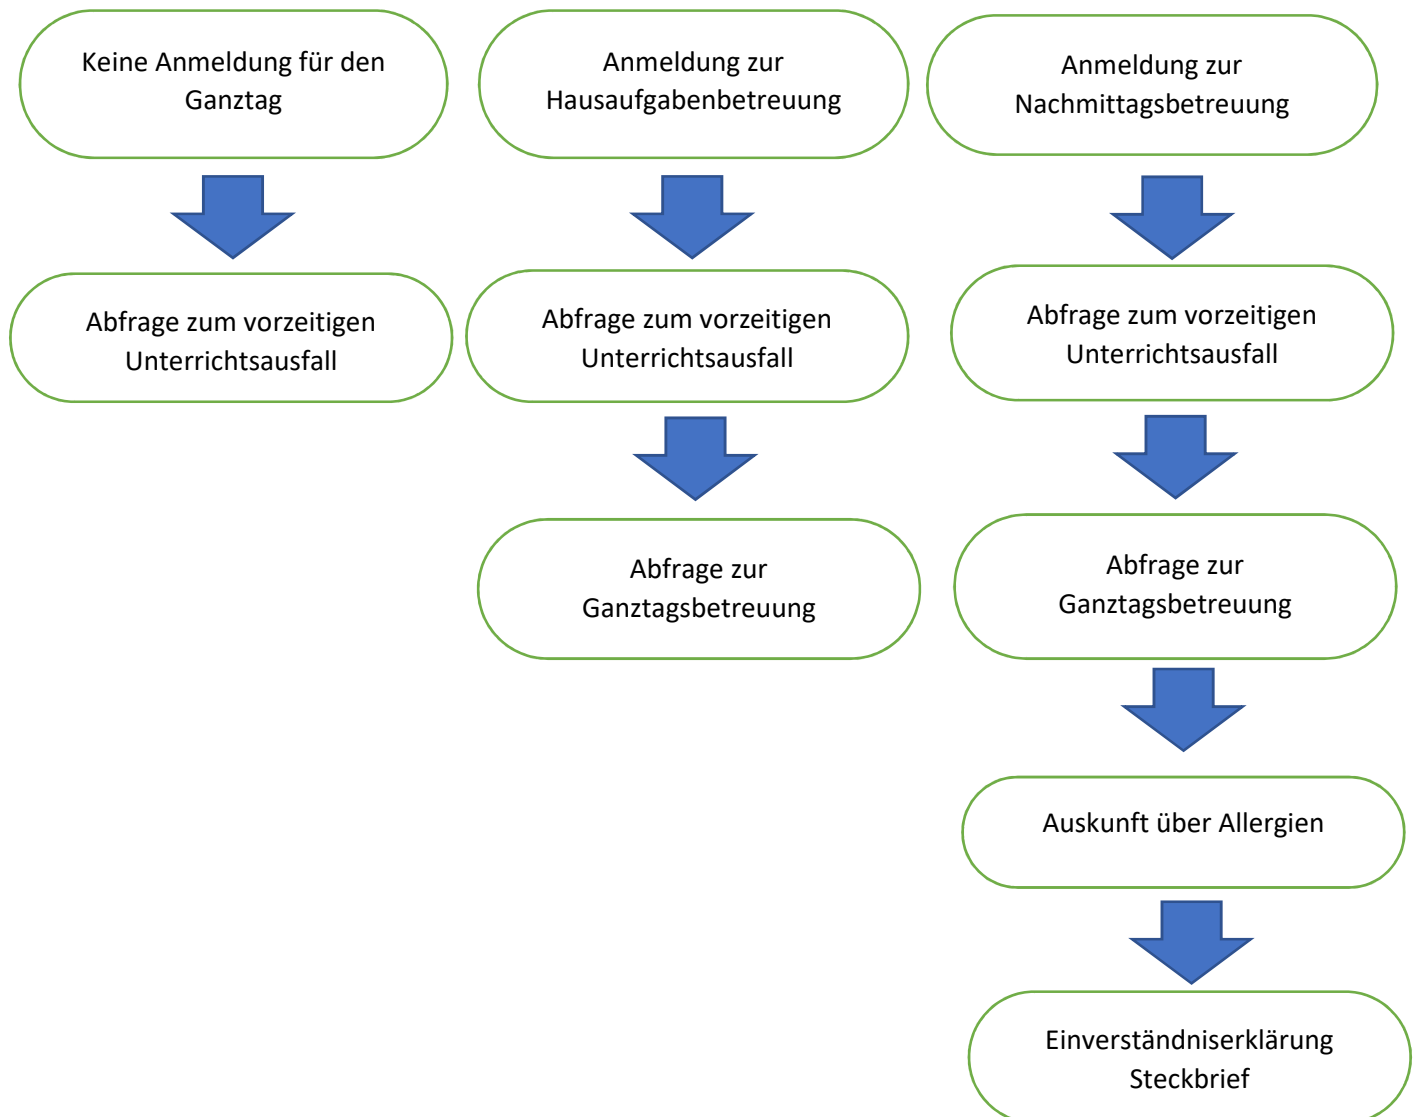 Keine Anmeldung für den
Ganztag
Anmeldung zur
Hausaufgabenbetreuung
Anmeldung zur
Nachmittagsbetreuung
Abfrage zum vorzeitigen
Unterrichtsausfall
Abfrage zum vorzeitigen
Unterrichtsausfall
Abfrage zum vorzeitigen
Unterrichtsausfall
Abfrage zur
Ganztagsbetreuung
Abfrage zur
Ganztagsbetreuung
Auskunft über Allergien
Einverständniserklärung
Steckbrief